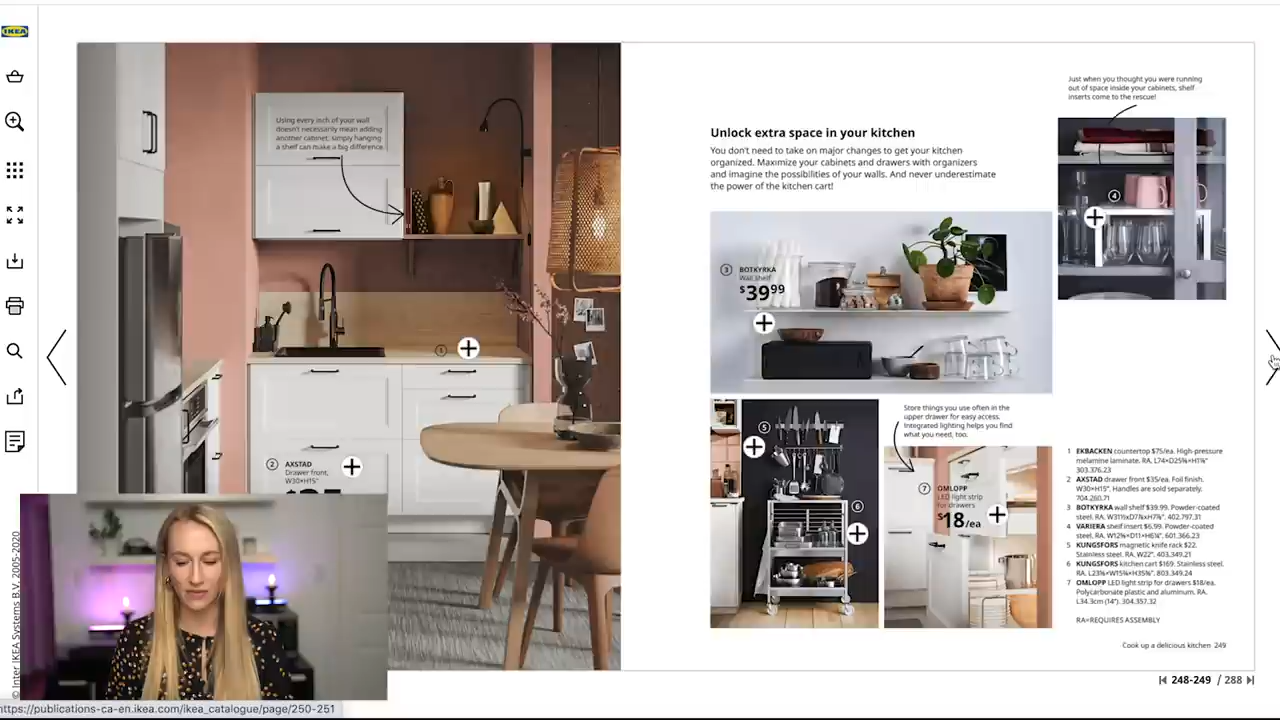 IKEA
Using every inch of your wall
doesn't necessarily mean adding
another cabinet, simply hanging
a shelf can make a big difference.
1
2 AXSTAD
Drawer front,
W30×H15"
© Inter IKEA Systems B.V. 2005-2020
Just when you thought you were running
out of space inside your cabinets, shelf
inserts come to the rescue!
Unlock extra space in your kitchen
You don't need to take on major changes to get your kitchen
organized. Maximize your cabinets and drawers with organizers
and imagine the possibilities of your walls. And never underestimate
the power of the kitchen cart!
4
3 BOTKYRKA
Wall shelf
$39.99
Store things you use often in the
upper drawer for easy access.
Integrated lighting helps you find
what you need, too.
5
6
7 OMLOPP
LED light strip
for drawers
$18/ea
1 EKBACKEN countertop $75/ea. High-pressure
melamine laminate. RA. L74×D25⅝×H1⅛"
303.376.23
2 AXSTAD drawer front $35/ea. Foil finish.
W30×H15". Handles are sold separately.
704.260.71
3 BOTKYRKA wall shelf $39.99. Powder-coated
steel. RA. W31½×D7⅞×H7⅞". 402.797.31
4 VARIERA shelf insert $6.99. Powder-coated
steel. RA. W12⅝×D11×H6¼". 601.366.23
5 KUNGSFORS magnetic knife rack $22.
Stainless steel. RA. W22". 403.349.21
6 KUNGSFORS kitchen cart $169. Stainless steel.
RA. L23⅝×W15¾×H35⅜". 803.349.24
7 OMLOPP LED light strip for drawers $18/ea.
Polycarbonate plastic and aluminum. RA.
L34.3cm (14"). 304.357.32
RA=REQUIRES ASSEMBLY
Cook up a delicious kitchen 249
248-249 / 288
https://publications-ca-en.ikea.com/ikea_catalogue/page/250-251